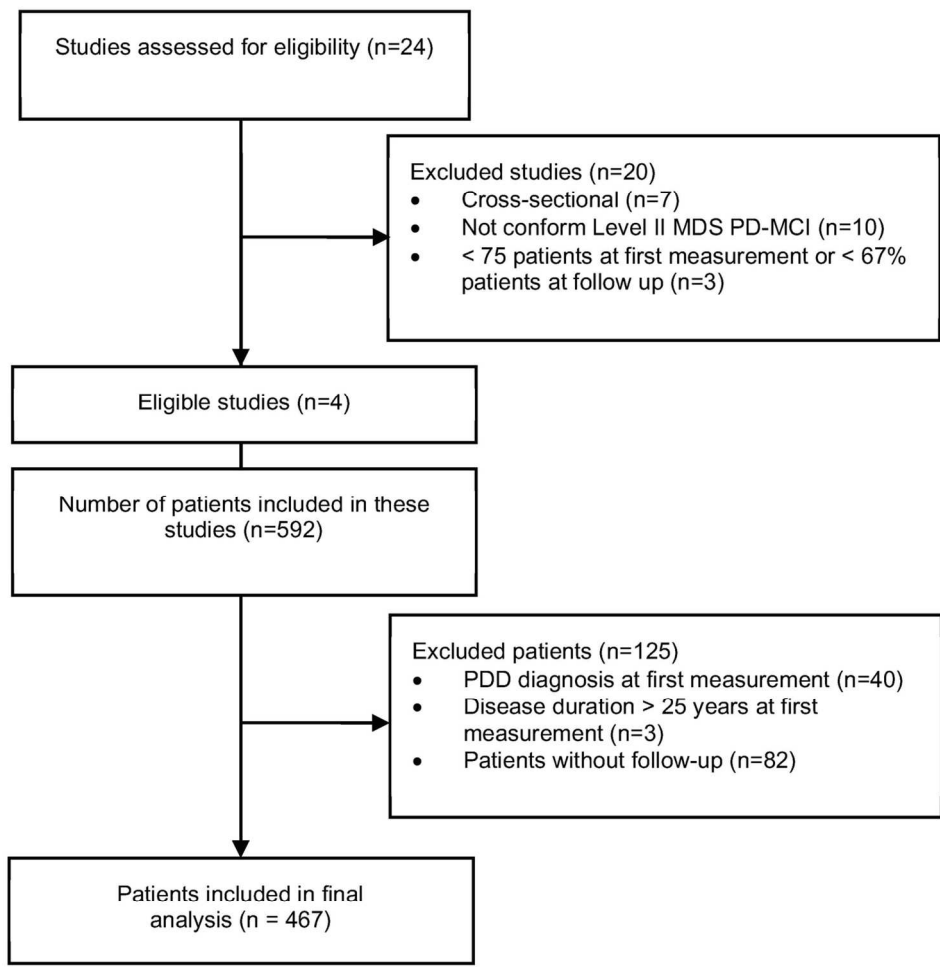 Studies assessed for eligibility (n=24)
Excluded studies (n=20)
• Cross-sectional (n=7)
• Not conform Level II MDS PD-MCI (n=10)
• < 75 patients at first measurement or < 67%
patients at follow up (n=3)
Eligible studies (n=4)
Number of patients included in these
studies (n=592)
Excluded patients (n=125)
• PDD diagnosis at first measurement (n=40)
• Disease duration > 25 years at first
measurement (n=3)
• Patients without follow-up (n=82)
Patients included in final
analysis (n = 467)